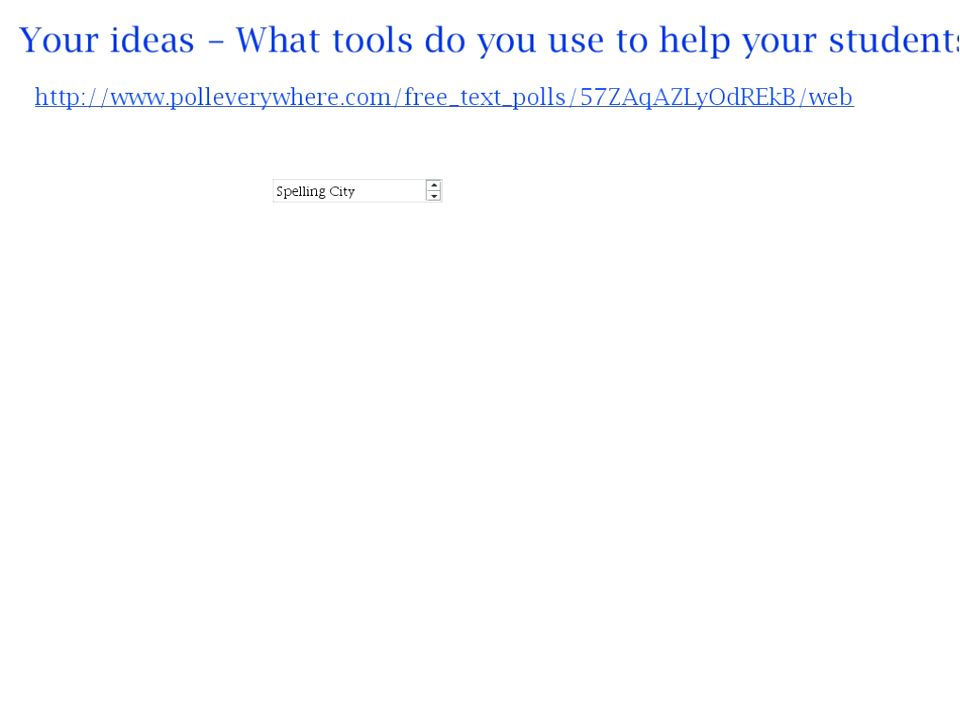 Your ideas – What tools do you use to help your students
http://www.polleverywhere.com/free_text_polls/57ZAqAZLyOdREkB/web
Spelling City